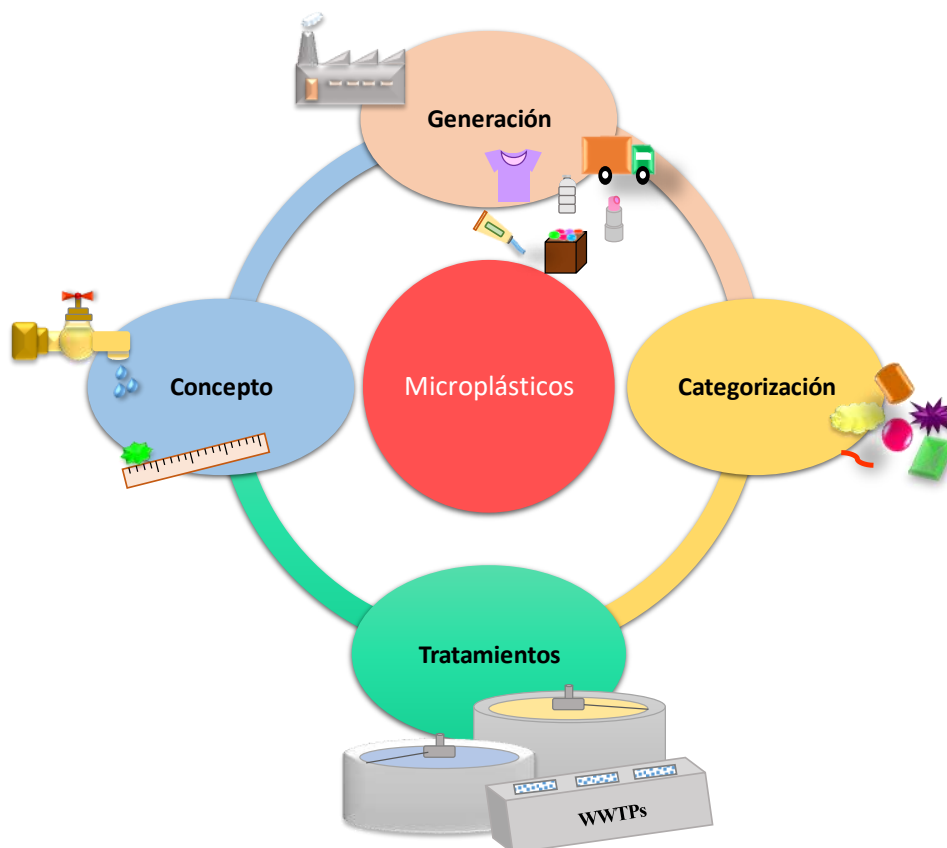 Generación
Concepto
Microplásticos
Categorización
Tratamientos
WWTPs